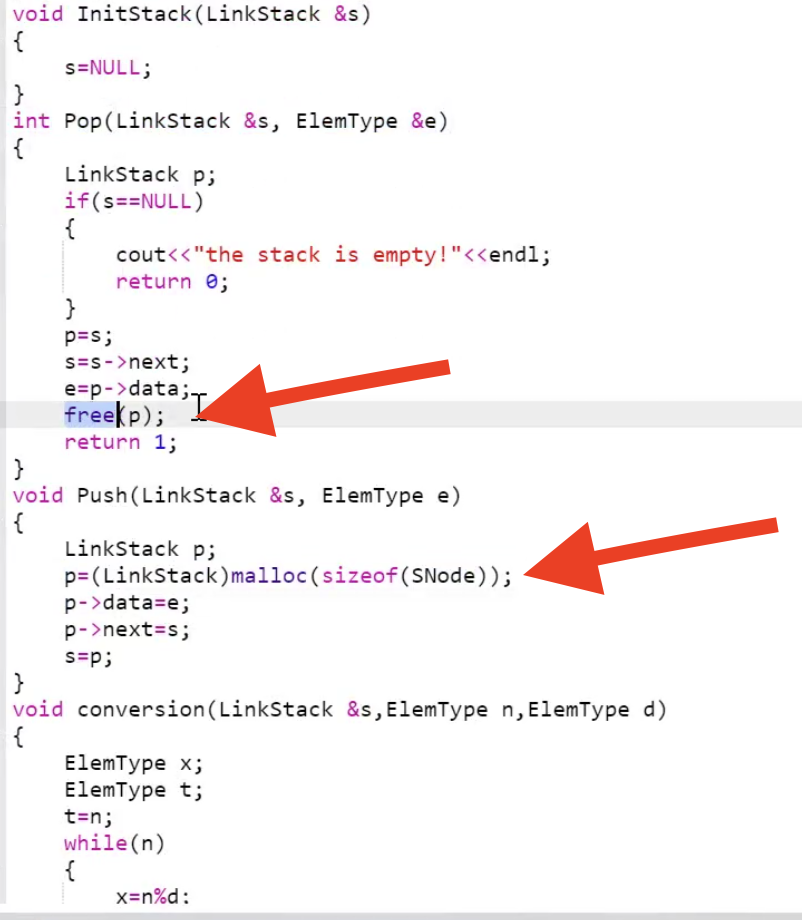 void InitStack(LinkStack &s)
{
s=NULL;
}
int Pop(LinkStack &s, ElemType &e)
{
LinkStack p;
if(s==NULL)
{
cout<<"the stack is empty!"<<endl;
return 0;
}
p=s;
s=s->next;
e=p->data;
free(p);
return 1;
}
void Push(LinkStack &s, ElemType e)
{
LinkStack p;
p=(LinkStack)malloc(sizeof(SNode));
p->data=e;
p->next=s;
s=p;
}
void conversion(LinkStack &s,ElemType n,ElemType d)
{
ElemType x;
ElemType t;
t=n;
while(n)
{
x=n%d;